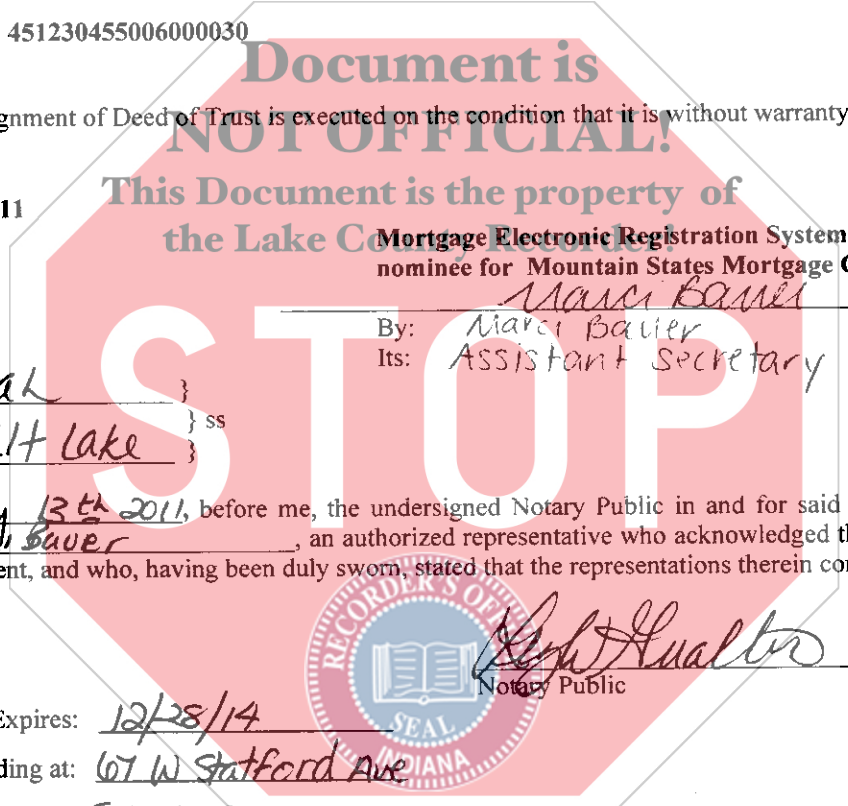 451230455006000030
Document is
gnment of Deed of Trust is executed on the condition that it is without warranty
NOT OFFICIAL!
This Document is the property of
11
the Lake County Recorder!
Mortgage Electronic Registration System
nominee for Mountain States Mortgage
Marci Bauer
By: Marci Bauer
Its: Assistant Secretary
STOP
ah }
} ss
lt Lake }
13th 2011, before me, the undersigned Notary Public in and for said
Bauer , an authorized representative who acknowledged th
ent, and who, having been duly sworn, stated that the representations therein con
RECORDER'S OF
Notary Public
Expires: 12/28/14
SEAL
INDIANA
ding at: 67 W Statford Ave